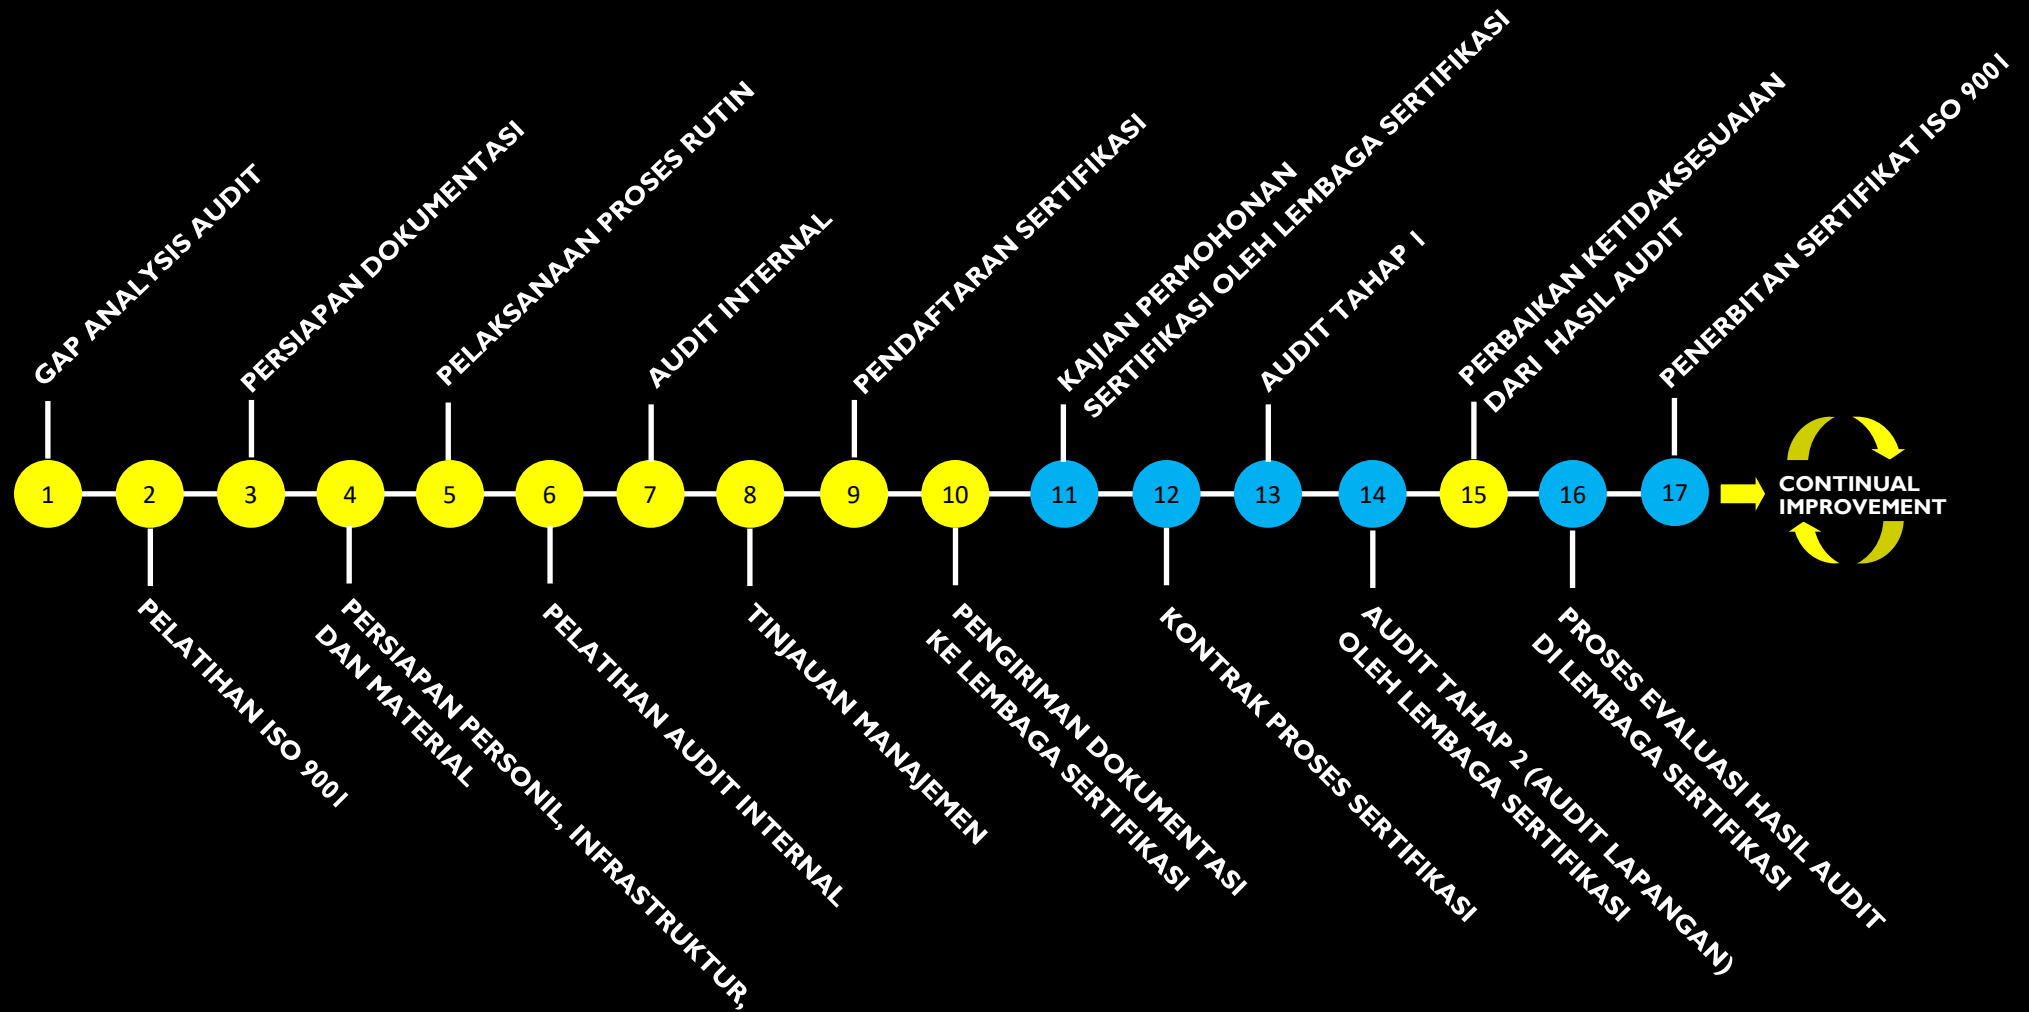 GAP ANALYSIS AUDIT
PERSIAPAN DOKUMENTASI
PELAKSANAAN PROSES RUTIN
AUDIT INTERNAL
PENDAFTARAN SERTIFIKASI
KAJIAN PERMOHONAN
SERTIFIKASI OLEH LEMBAGA SERTIFIKASI
AUDIT TAHAP 1
PERBAIKAN KETIDAKSESUAIAN
DARI HASIL AUDIT
PENERBITAN SERTIFIKAT ISO 9001
1
2
3
4
5
6
7
8
9
10
11
12
13
14
15
16
17
CONTINUAL
IMPROVEMENT
PELATIHAN ISO 9001
PERSIAPAN PERSONIL, INFRASTRUKTUR,
DAN MATERIAL
PELATIHAN AUDIT INTERNAL
TINJAUAN MANAJEMEN
PENGIRIMAN DOKUMENTASI
KE LEMBAGA SERTIFIKASI
KONTRAK PROSES SERTIFIKASI
AUDIT TAHAP 2 (AUDIT LAPANGAN)
OLEH LEMBAGA SERTIFIKASI
PROSES EVALUASI HASIL AUDIT
DI LEMBAGA SERTIFIKASI